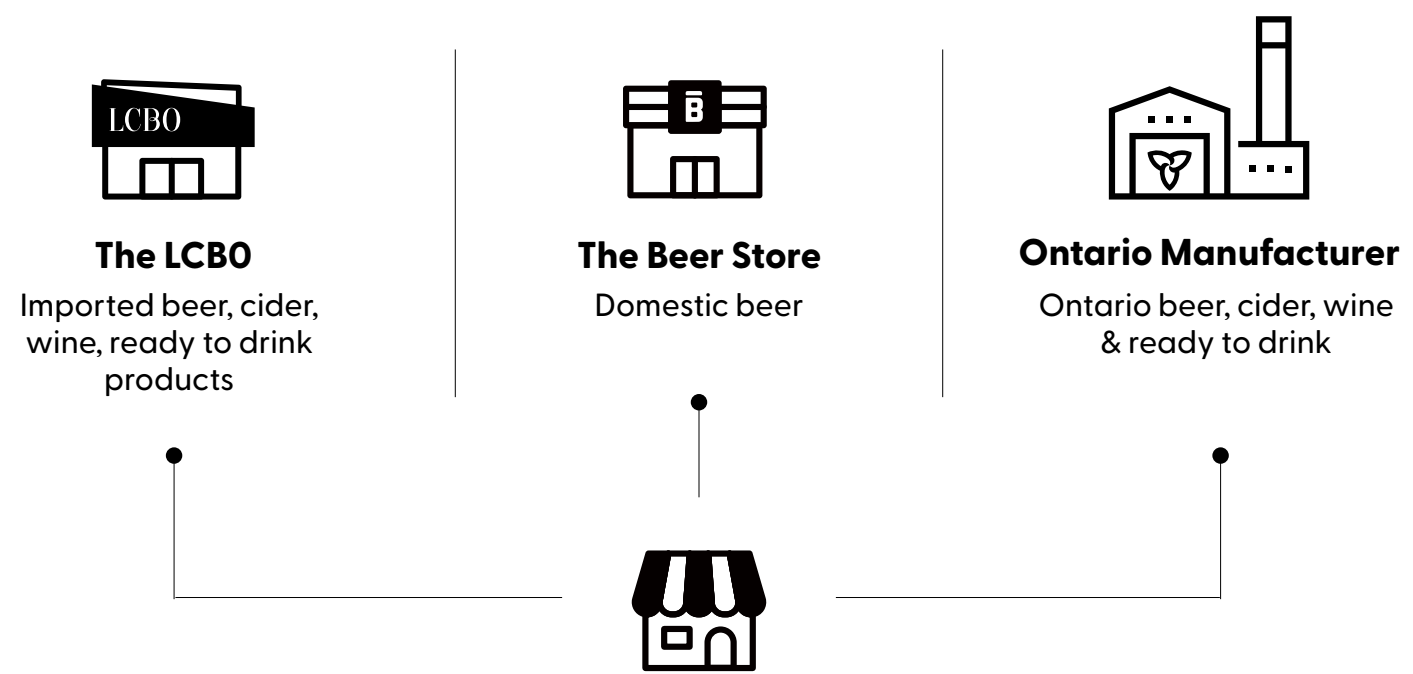 LCBO
B
The LCBO
Imported beer, cider,
wine, ready to drink
products
The Beer Store
Domestic beer
Ontario Manufacturer
Ontario beer, cider, wine
& ready to drink